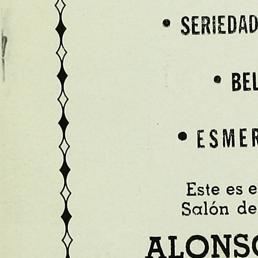 • SERIEDAD
• BEL
• ESMER
Este es e
Salón de
ALONSO